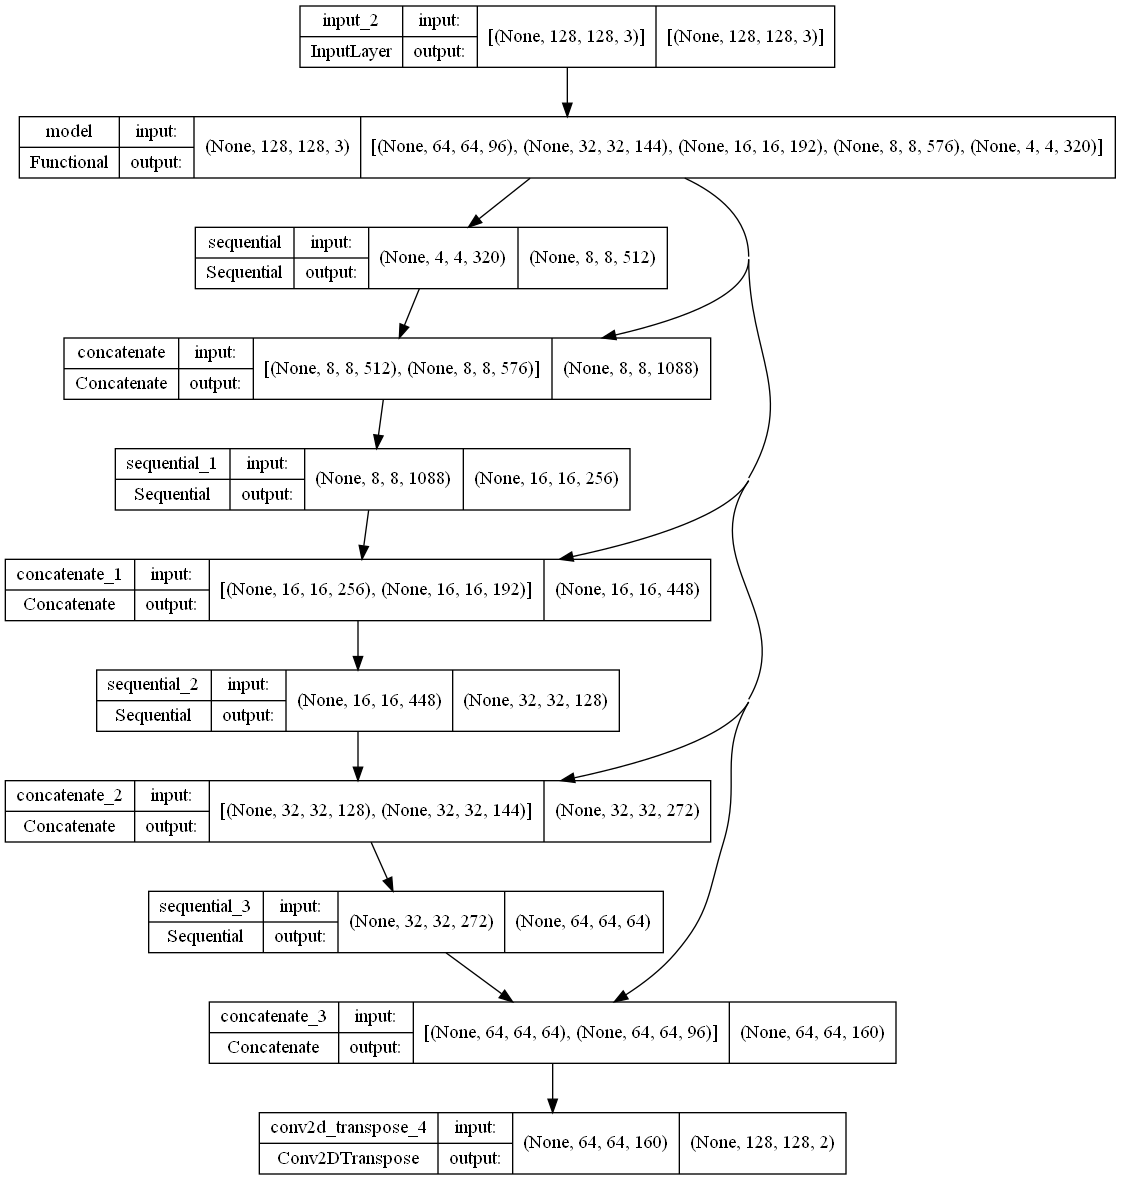 input_2 input: [(None, 128, 128, 3)] [(None, 128, 128, 3)]
InputLayer output:
model input: (None, 128, 128, 3) [(None, 64, 64, 96), (None, 32, 32, 144), (None, 16, 16, 192), (None, 8, 8, 576), (None, 4, 4, 320)]
Functional output:
sequential input: (None, 4, 4, 320) (None, 8, 8, 512)
Sequential output:
concatenate input: [(None, 8, 8, 512), (None, 8, 8, 576)] (None, 8, 8, 1088)
Concatenate output:
sequential_1 input: (None, 8, 8, 1088) (None, 16, 16, 256)
Sequential output:
concatenate_1 input: [(None, 16, 16, 256), (None, 16, 16, 192)] (None, 16, 16, 448)
Concatenate output:
sequential_2 input: (None, 16, 16, 448) (None, 32, 32, 128)
Sequential output:
concatenate_2 input: [(None, 32, 32, 128), (None, 32, 32, 144)] (None, 32, 32, 272)
Concatenate output:
sequential_3 input: (None, 32, 32, 272) (None, 64, 64, 64)
Sequential output:
concatenate_3 input: [(None, 64, 64, 64), (None, 64, 64, 96)] (None, 64, 64, 160)
Concatenate output:
conv2d_transpose_4 input: (None, 64, 64, 160) (None, 128, 128, 2)
Conv2DTranspose output: